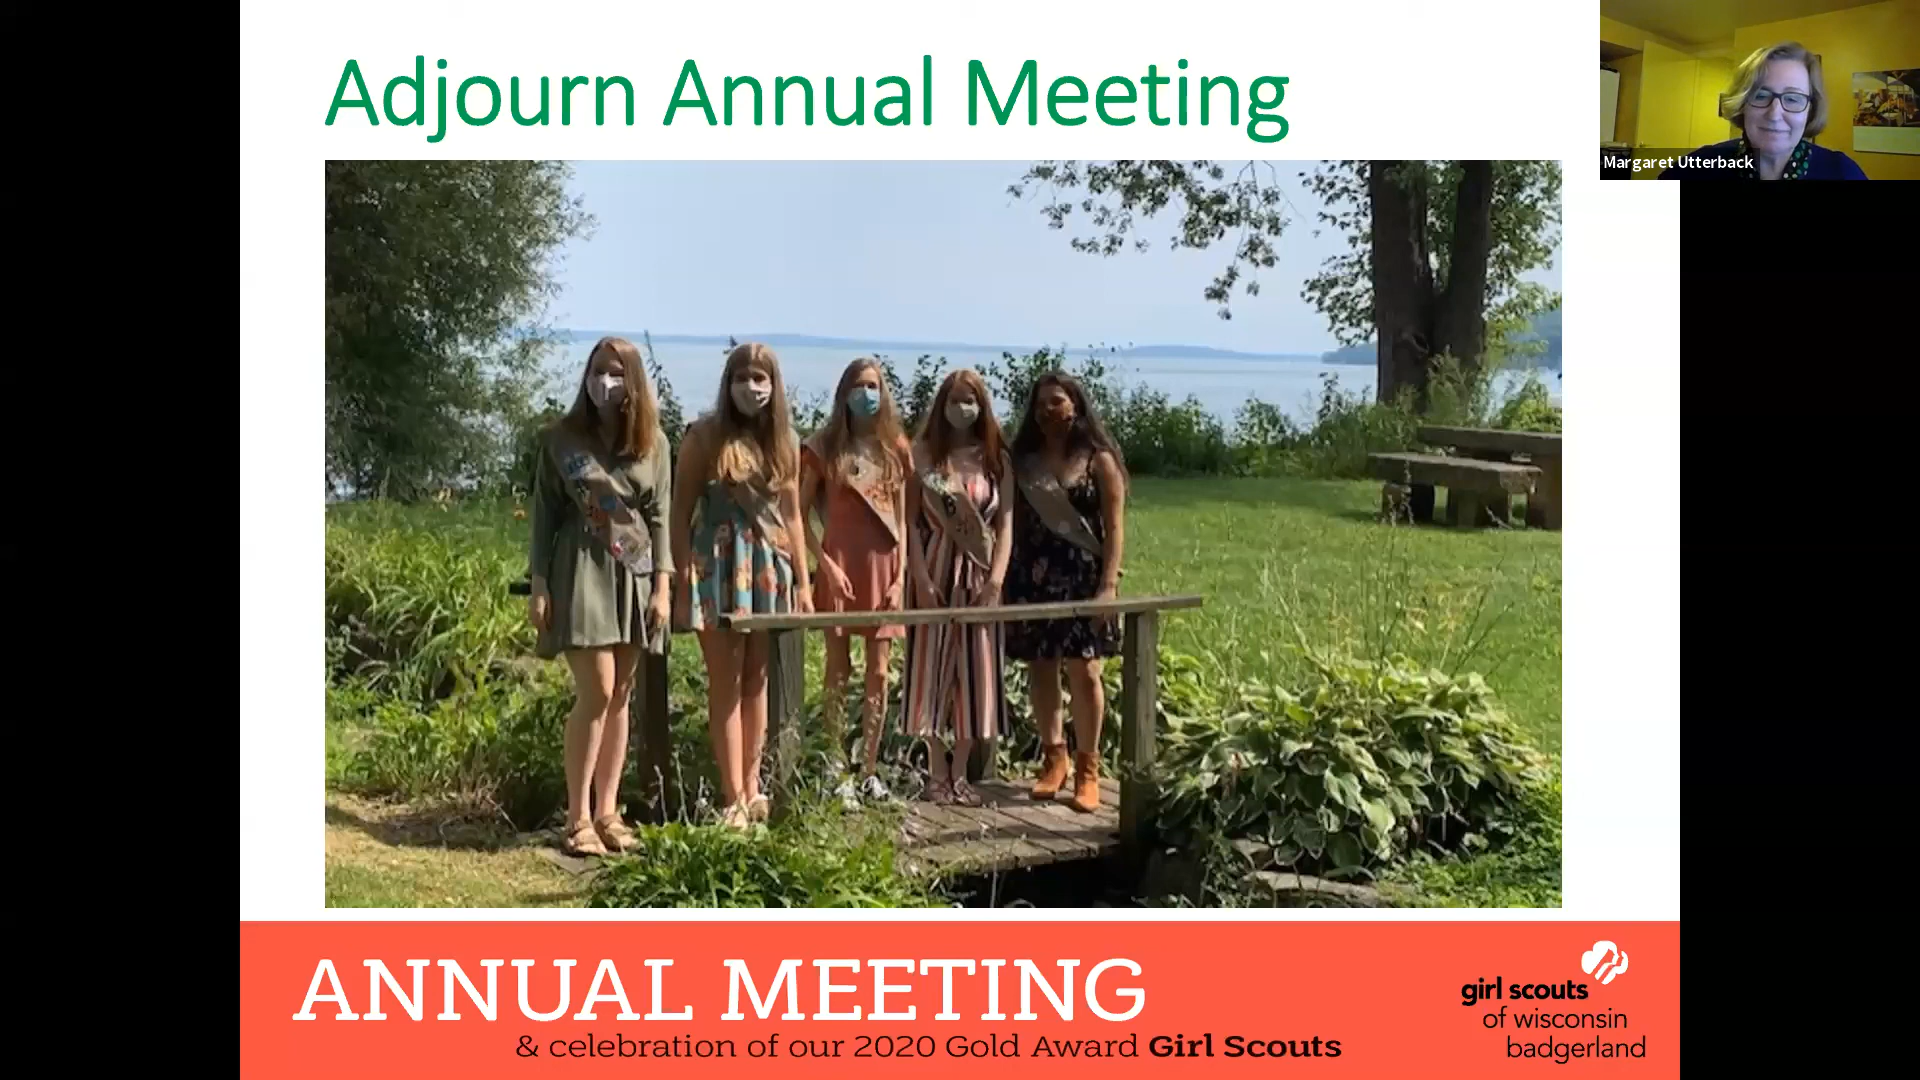 Adjourn Annual Meeting
Margaret Utterback
ANNUAL MEETING
& celebration of our 2020 Gold Award Girl Scouts
girl scouts
of wisconsin
badgerland